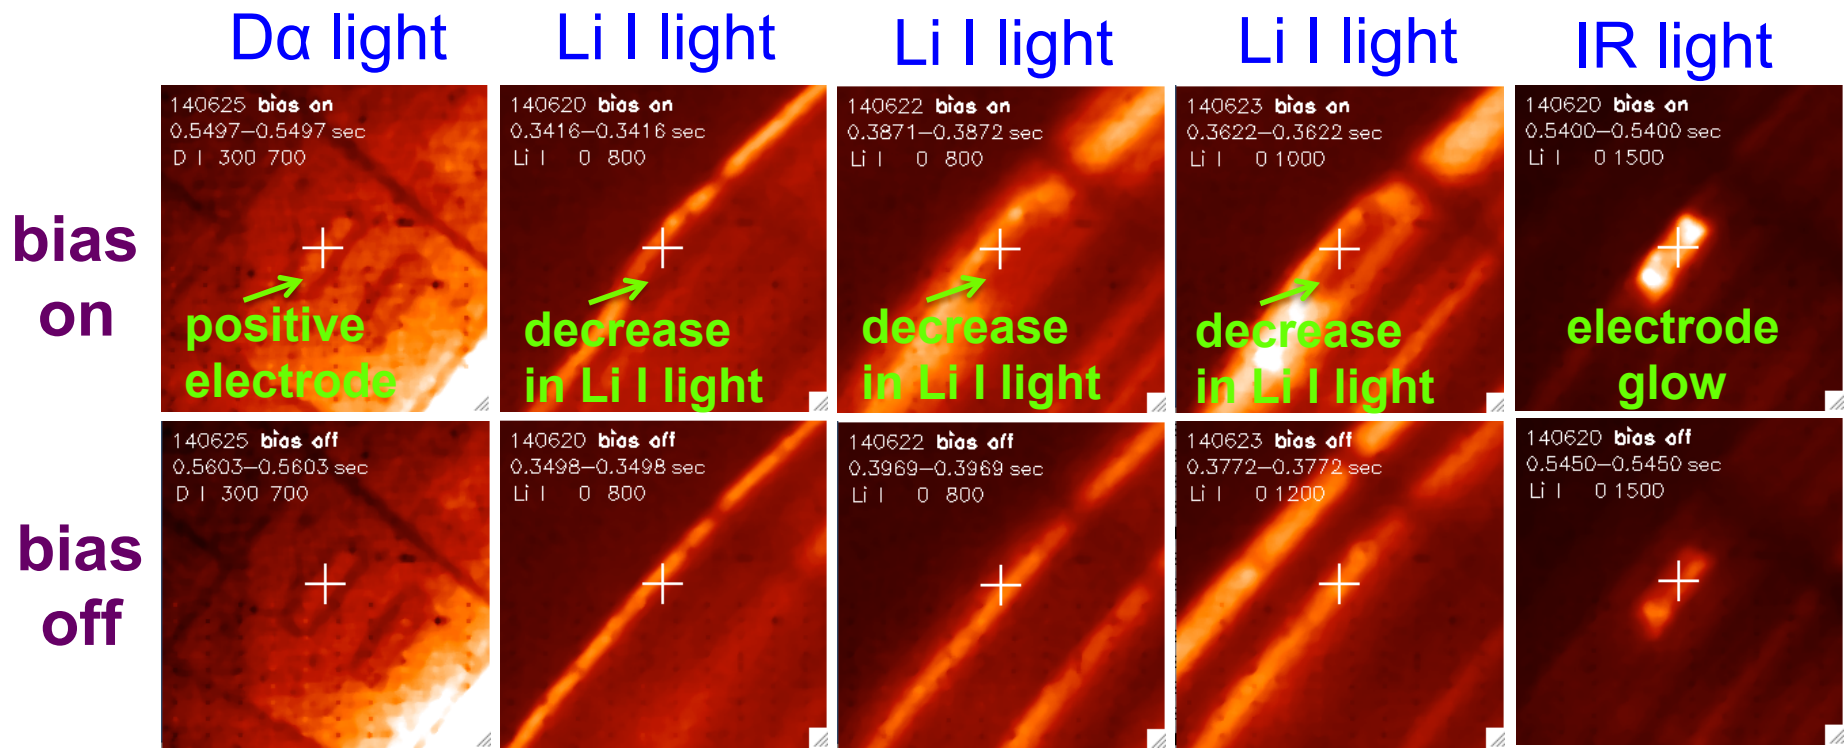 Dα light
Li I light
Li I light
Li I light
IR light
bias
on
140625 bias on
0.5497–0.5497 sec
D I 300 700
positive
electrode
140620 bias on
0.3416–0.3416 sec
Li I 0 800
decrease
in Li I light
140622 bias on
0.3871–0.3872 sec
Li I 0 800
decrease
in Li I light
140623 bias on
0.3622–0.3622 sec
Li I 0 1000
decrease
in Li I light
140620 bias on
0.5400–0.5400 sec
Li I 0 1500
electrode
glow
bias
off
140625 bias off
0.5603–0.5603 sec
D I 300 700
140620 bias off
0.3498–0.3498 sec
Li I 0 800
140622 bias off
0.3969–0.3969 sec
Li I 0 800
140623 bias off
0.3772–0.3772 sec
Li I 0 1200
140620 bias off
0.5450–0.5450 sec
Li I 0 1500